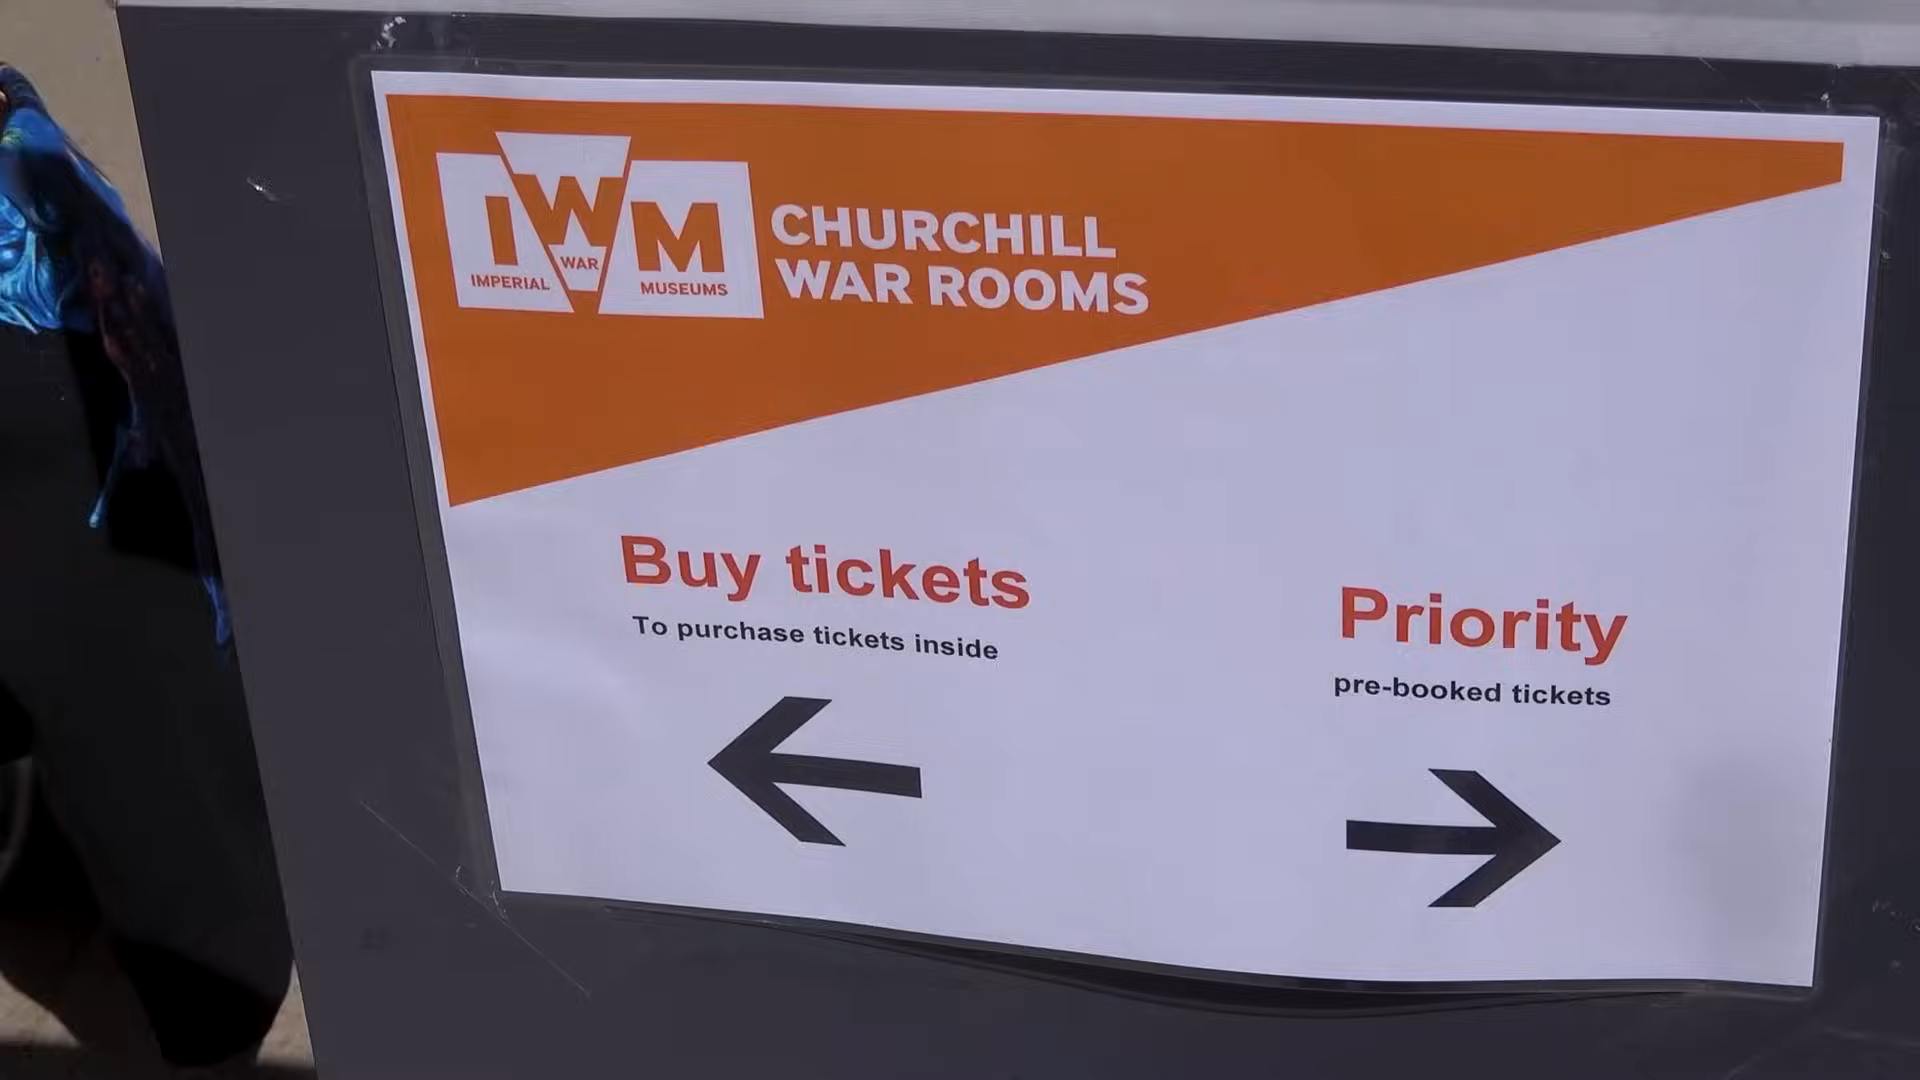 IWM
IMPERIAL WAR MUSEUMS
CHURCHILL
WAR ROOMS
Buy tickets
To purchase tickets inside
Priority
pre-booked tickets